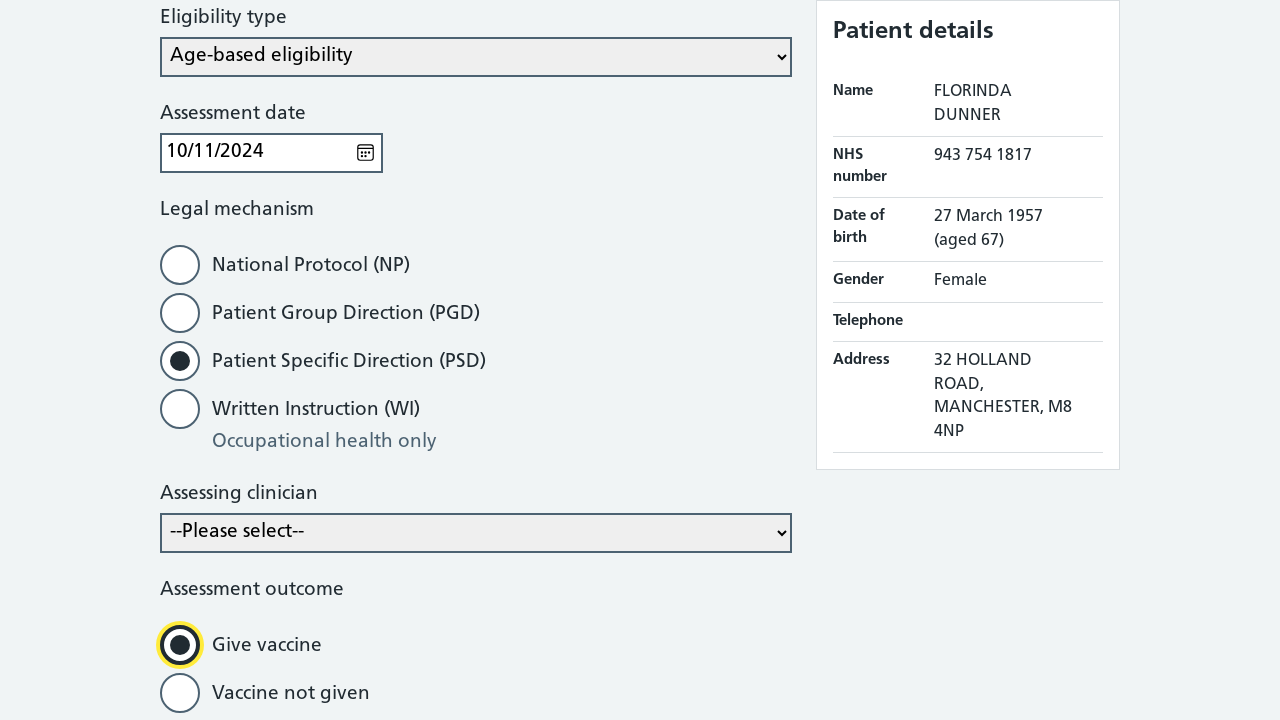 Eligibility type
Age-based eligibility
Assessment date
10/11/2024
Legal mechanism
National Protocol (NP)
Patient Group Direction (PGD)
Patient Specific Direction (PSD)
Written Instruction (WI)
Occupational health only
Assessing clinician
--Please select--
Assessment outcome
Give vaccine
Vaccine not given
Patient details
Name FLORINDA
DUNNER
NHS 943 754 1817
number
Date of 27 March 1957
birth (aged 67)
Gender Female
Telephone
Address 32 HOLLAND
ROAD,
MANCHESTER, M8
4NP